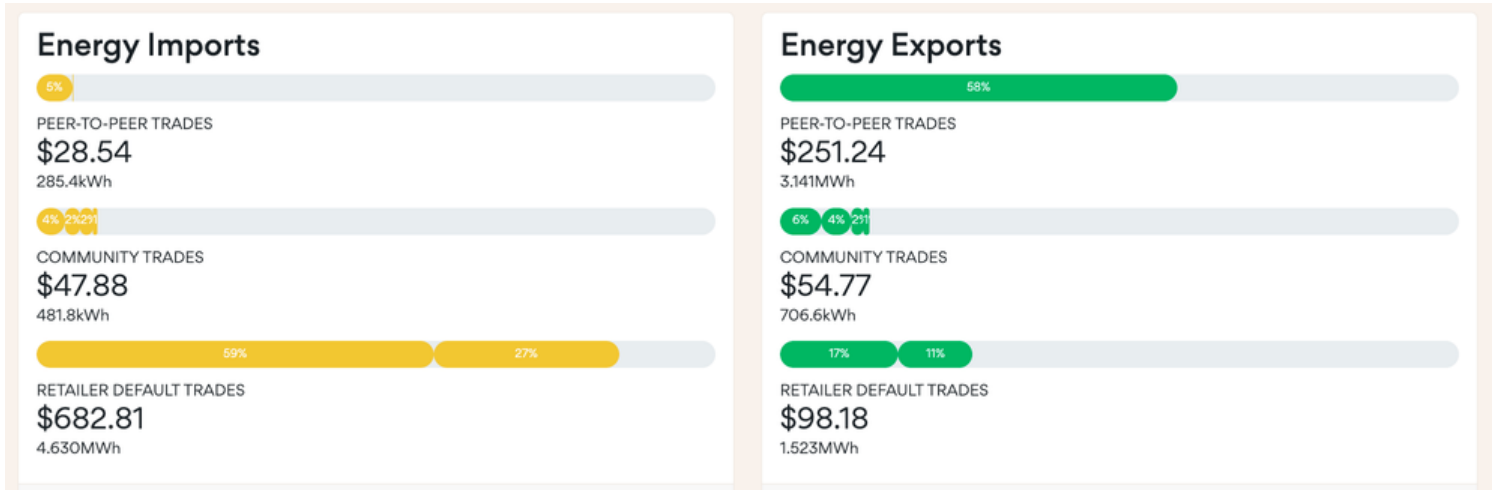 Energy Imports
5%
PEER-TO-PEER TRADES
$28.54
285.4kWh
4% 2% 2%
COMMUNITY TRADES
$47.88
481.8kWh
59% 27%
RETAILER DEFAULT TRADES
$682.81
4.630MWh
Energy Exports
58%
PEER-TO-PEER TRADES
$251.24
3.141MWh
6% 4%
COMMUNITY TRADES
$54.77
706.6kWh
17% 11%
RETAILER DEFAULT TRADES
$98.18
1.523MWh